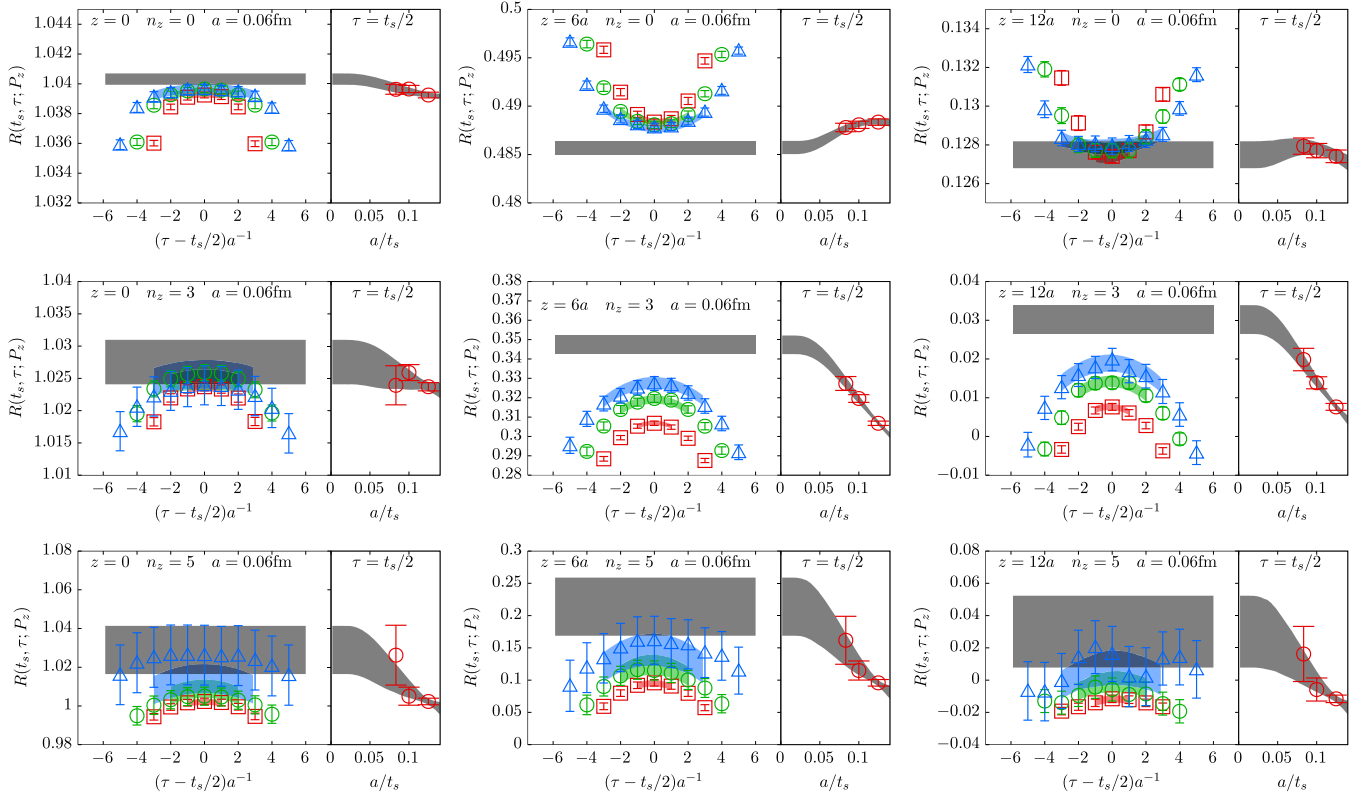 z = 0 n_z = 0 a = 0.06fm
τ = t_s/2
R(t_s, τ; P_z)
1.044
1.042
1.04
1.038
1.036
1.034
1.032
−6 −4 −2 0 2 4 6
0 0.05 0.1
(τ − t_s/2)a^{−1}
a/t_s
z = 6a n_z = 0 a = 0.06fm
τ = t_s/2
R(t_s, τ; P_z)
0.5
0.495
0.49
0.485
0.48
−6 −4 −2 0 2 4 6
0 0.05 0.1
(τ − t_s/2)a^{−1}
a/t_s
z = 12a n_z = 0 a = 0.06fm
τ = t_s/2
R(t_s, τ; P_z)
0.134
0.132
0.13
0.128
0.126
−6 −4 −2 0 2 4 6
0 0.05 0.1
(τ − t_s/2)a^{−1}
a/t_s
z = 0 n_z = 3 a = 0.06fm
τ = t_s/2
R(t_s, τ; P_z)
1.04
1.035
1.03
1.025
1.02
1.015
1.01
−6 −4 −2 0 2 4 6
0 0.05 0.1
(τ − t_s/2)a^{−1}
a/t_s
z = 6a n_z = 3 a = 0.06fm
τ = t_s/2
R(t_s, τ; P_z)
0.38
0.37
0.36
0.35
0.34
0.33
0.32
0.31
0.3
0.29
0.28
−6 −4 −2 0 2 4 6
0 0.05 0.1
(τ − t_s/2)a^{−1}
a/t_s
z = 12a n_z = 3 a = 0.06fm
τ = t_s/2
R(t_s, τ; P_z)
0.04
0.03
0.02
0.01
0
−0.01
−6 −4 −2 0 2 4 6
0 0.05 0.1
(τ − t_s/2)a^{−1}
a/t_s
z = 0 n_z = 5 a = 0.06fm
τ = t_s/2
R(t_s, τ; P_z)
1.08
1.06
1.04
1.02
1
0.98
−6 −4 −2 0 2 4 6
0 0.05 0.1
(τ − t_s/2)a^{−1}
a/t_s
z = 6a n_z = 5 a = 0.06fm
τ = t_s/2
R(t_s, τ; P_z)
0.3
0.25
0.2
0.15
0.1
0.05
0
−6 −4 −2 0 2 4 6
0 0.05 0.1
(τ − t_s/2)a^{−1}
a/t_s
z = 12a n_z = 5 a = 0.06fm
τ = t_s/2
R(t_s, τ; P_z)
0.08
0.06
0.04
0.02
0
−0.02
−0.04
−6 −4 −2 0 2 4 6
0 0.05 0.1
(τ − t_s/2)a^{−1}
a/t_s